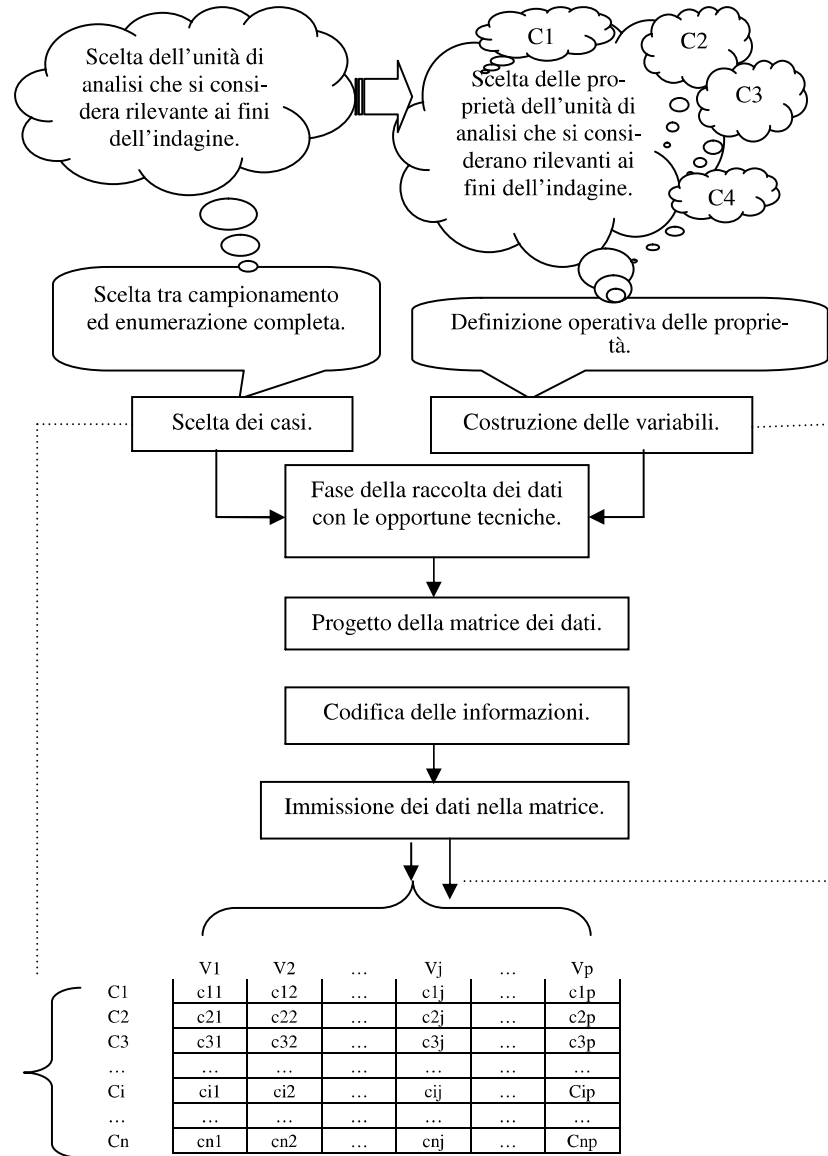 Scelta dell'unità di
analisi che si consi-
dera rilevante ai fini
dell'indagine.
C1
C2
C3
C4
Scelta delle pro-
prietà dell'unità di
analisi che si consi-
derano rilevanti ai
fini dell'indagine.
Scelta tra campionamento
ed enumerazione completa.
Definizione operativa delle proprie-
tà.
Scelta dei casi.
Costruzione delle variabili.
Fase della raccolta dei dati
con le opportune tecniche.
Progetto della matrice dei dati.
Codifica delle informazioni.
Immissione dei dati nella matrice.
V1 V2 … Vj … Vp
C1 c11 c12 … c1j … c1p
C2 c21 c22 … c2j … c2p
C3 c31 c32 … c3j … c3p
… … … … … … …
Ci ci1 ci2 … cij … Cip
… … … … … … …
Cn cn1 cn2 … cnj … Cnp